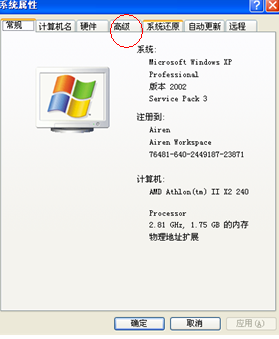 系统属性
常规 计算机名 硬件 高级 系统还原 自动更新 远程
系统:
Microsoft Windows XP
Professional
版本 2002
Service Pack 3
注册到:
Airen
Airen Workspace
76481-640-2449187-23871
计算机:
AMD Athlon(tm) II X2 240
Processor
2.81 GHz, 1.75 GB 的内存
物理地址扩展
确定 取消 应用(A)